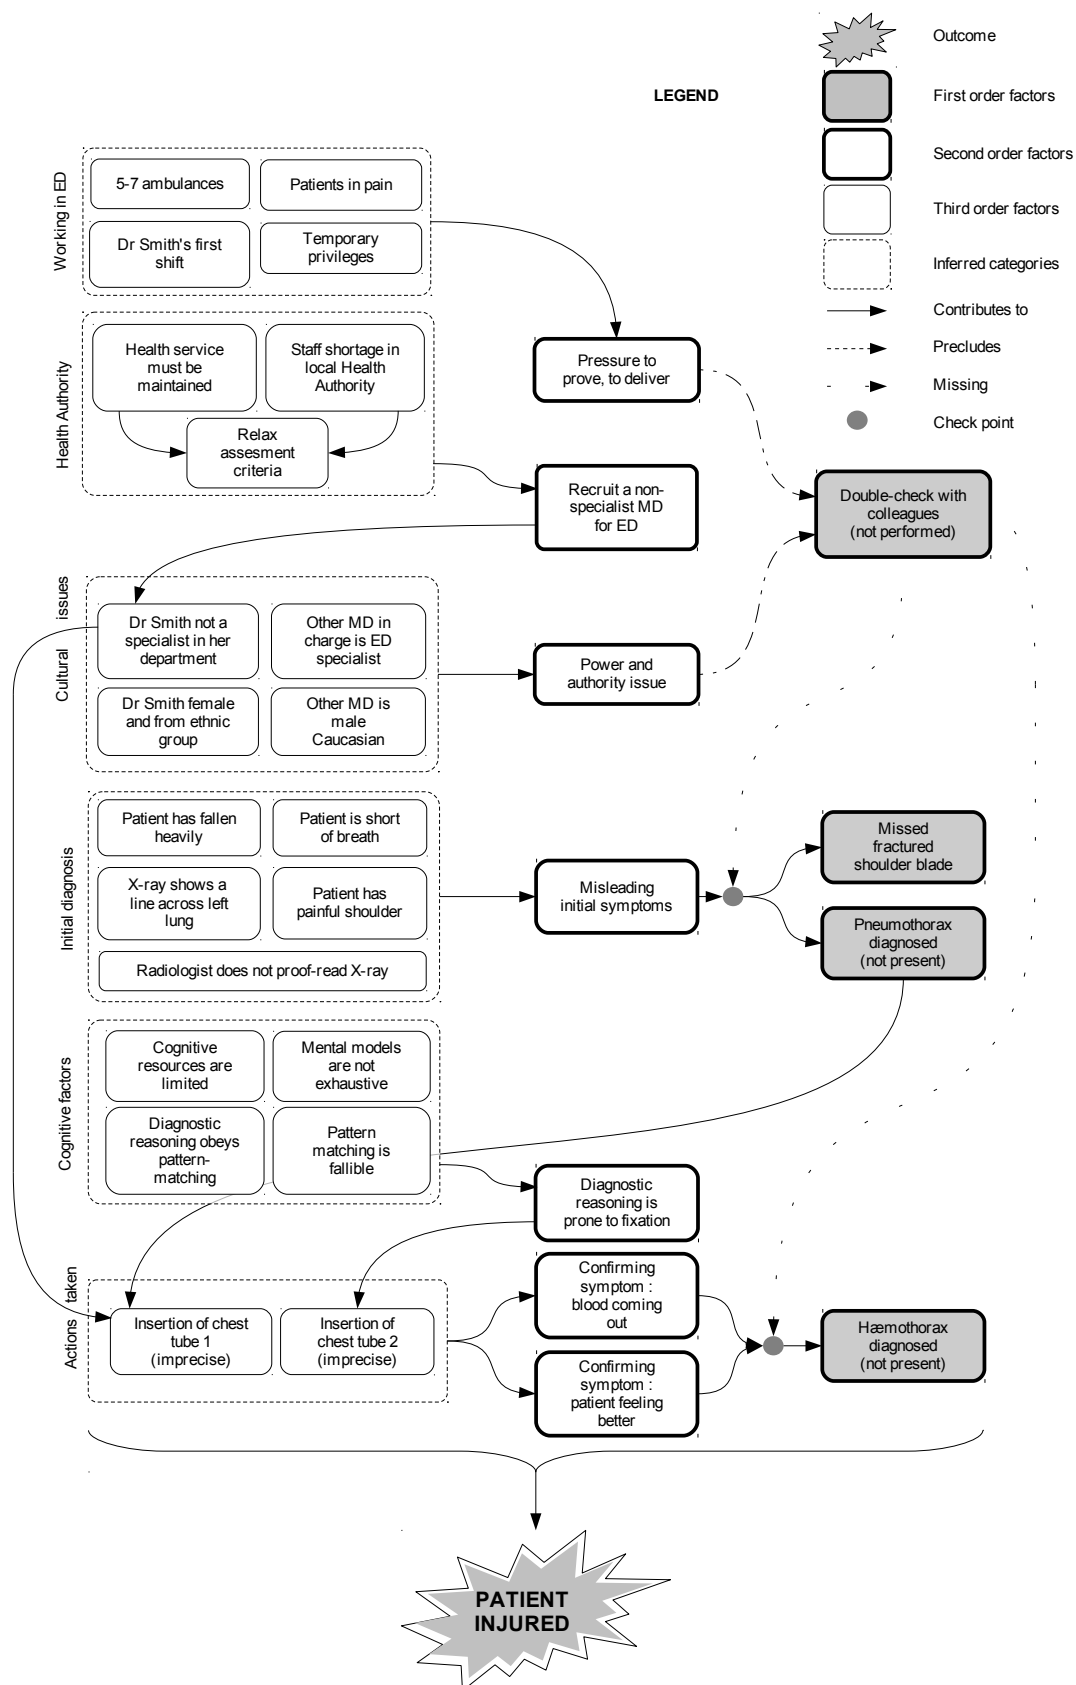 Outcome
LEGEND
First order factors
Second order factors
Third order factors
Inferred categories
Contributes to
Precludes
Missing
Check point
Working in ED
5-7 ambulances
Patients in pain
Dr Smith's first
shift
Temporary
privileges
Health Authority
Health service
must be
maintained
Staff shortage in
local Health
Authority
Relax
assesment
criteria
Pressure to
prove, to deliver
Recruit a non-
specialist MD
for ED
Double-check with
colleagues
(not performed)
Cultural issues
Dr Smith not a
specialist in her
department
Other MD in
charge is ED
specialist
Dr Smith female
and from ethnic
group
Other MD is
male
Caucasian
Power and
authority issue
Initial diagnosis
Patient has fallen
heavily
Patient is short
of breath
X-ray shows a
line across left
lung
Patient has
painful shoulder
Radiologist does not proof-read X-ray
Misleading
initial symptoms
Missed
fractured
shoulder blade
Pneumothorax
diagnosed
(not present)
Cognitive factors
Cognitive
resources are
limited
Mental models
are not
exhaustive
Diagnostic
reasoning obeys
pattern-
matching
Pattern
matching is
fallible
Diagnostic
reasoning is
prone to fixation
Actions taken
Insertion of chest
tube 1
(imprecise)
Insertion of
chest tube 2
(imprecise)
Confirming
symptom :
blood coming
out
Confirming
symptom :
patient feeling
better
Hæmothorax
diagnosed
(not present)
PATIENT
INJURED